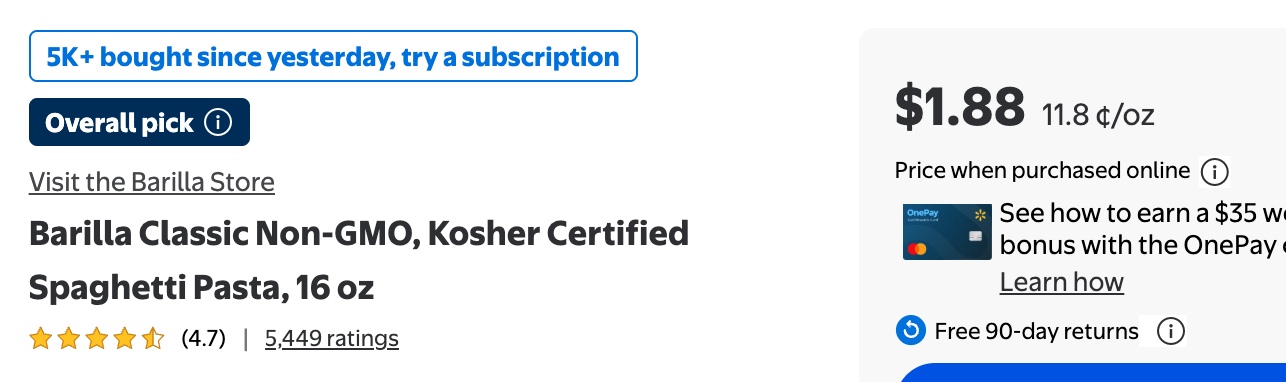 5K+ bought since yesterday, try a subscription
Overall pick
Visit the Barilla Store
Barilla Classic Non-GMO, Kosher Certified
Spaghetti Pasta, 16 oz
(4.7) | 5,449 ratings
$1.88 11.8 ¢/oz
Price when purchased online
OnePay
See how to earn a $35
bonus with the OnePay
Learn how
Free 90-day returns